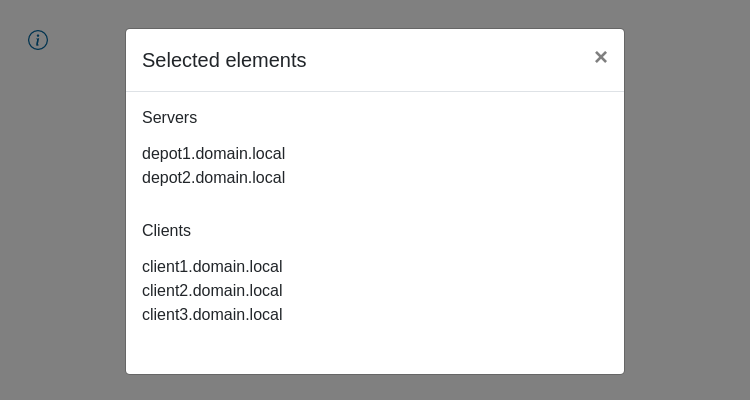 Selected elements
×
Servers
depot1.domain.local
depot2.domain.local
Clients
client1.domain.local
client2.domain.local
client3.domain.local